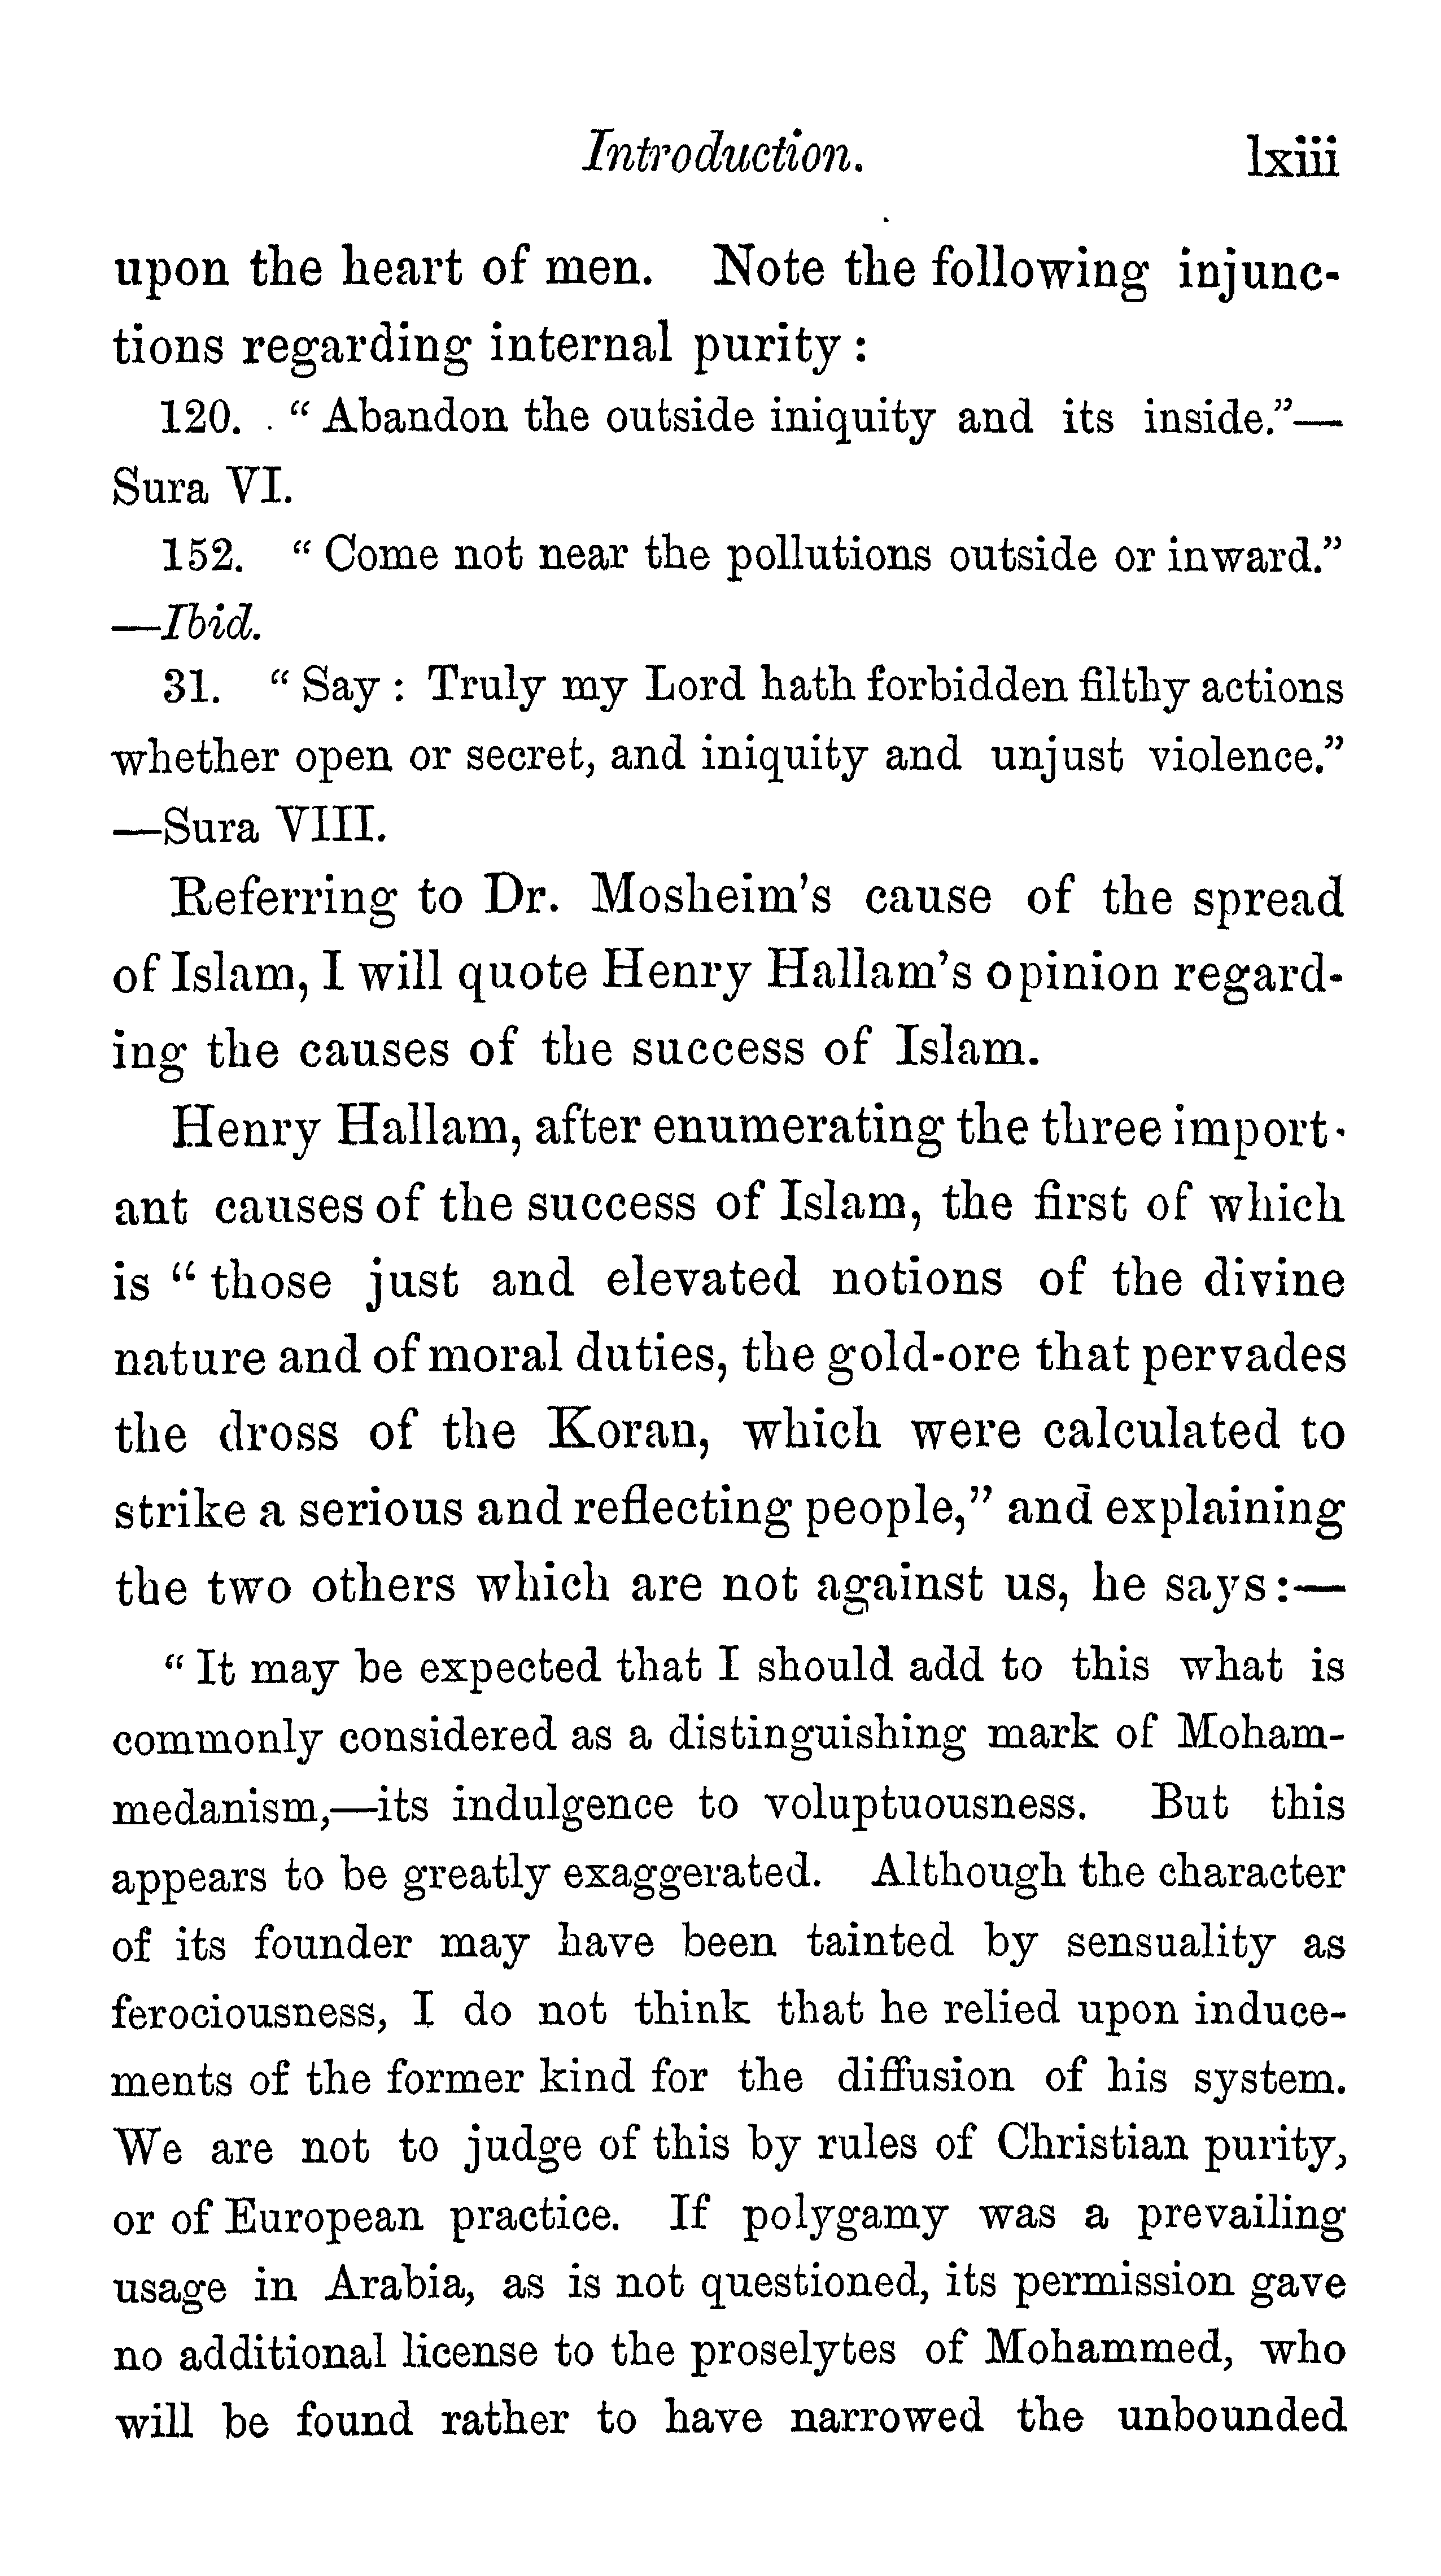 Introduction. lxiii
upon the heart of men. Note the following injunc-
tions regarding internal purity :
120. . “ Abandon the outside iniquity and its inside.”—
Sura VI.
152. “ Come not near the pollutions outside or inward.”
—Ibid.
31. “ Say : Truly my Lord hath forbidden filthy actions
whether open or secret, and iniquity and unjust violence.”
—Sura VIII.
Referring to Dr. Mosheim's cause of the spread
of Islam, I will quote Henry Hallam's opinion regard-
ing the causes of the success of Islam.
Henry Hallam, after enumerating the three import-
ant causes of the success of Islam, the first of which
is “ those just and elevated notions of the divine
nature and of moral duties, the gold-ore that pervades
the dross of the Koran, which were calculated to
strike a serious and reflecting people,” and explaining
the two others which are not against us, he says:—
“ It may be expected that I should add to this what is
commonly considered as a distinguishing mark of Moham-
medanism,—its indulgence to voluptuousness. But this
appears to be greatly exaggerated. Although the character
of its founder may have been tainted by sensuality as
ferociousness, I do not think that he relied upon induce-
ments of the former kind for the diffusion of his system.
We are not to judge of this by rules of Christian purity,
or of European practice. If polygamy was a prevailing
usage in Arabia, as is not questioned, its permission gave
no additional license to the proselytes of Mohammed, who
will be found rather to have narrowed the unbounded